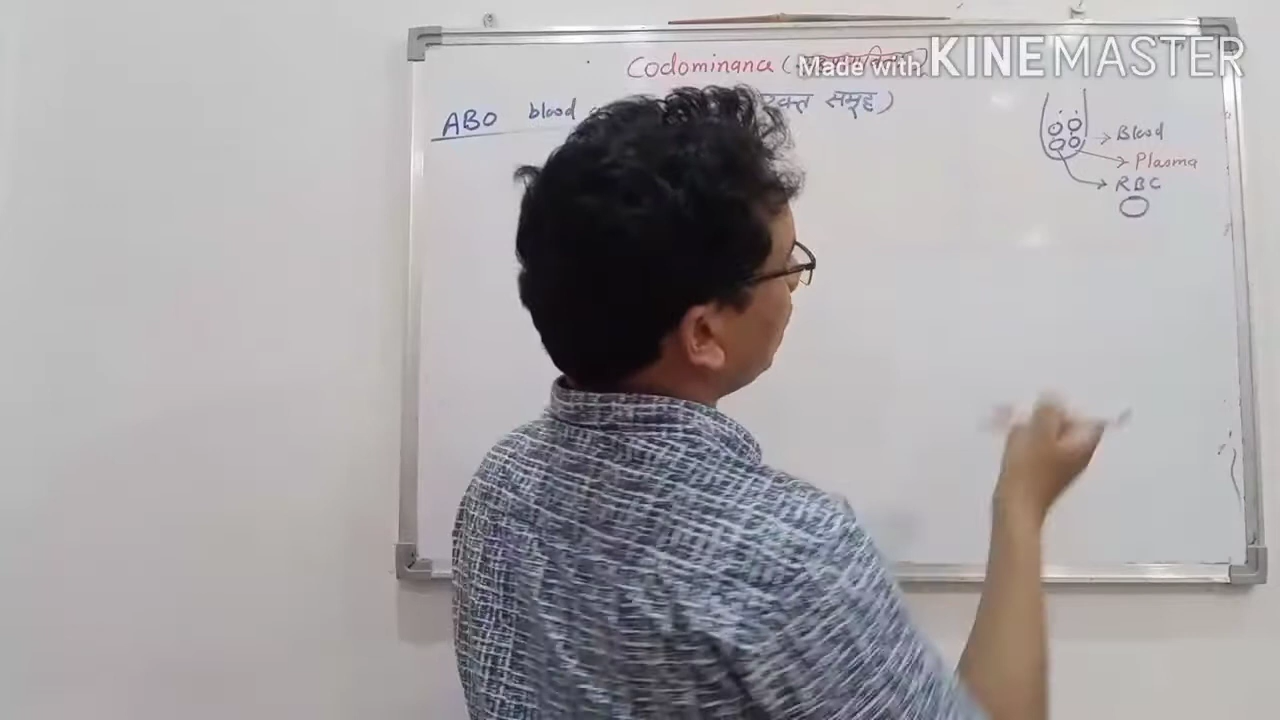 Codominance (
Made with KINEMASTER
ABO blood रक्त समूह)
Blood
Plasma
RBC